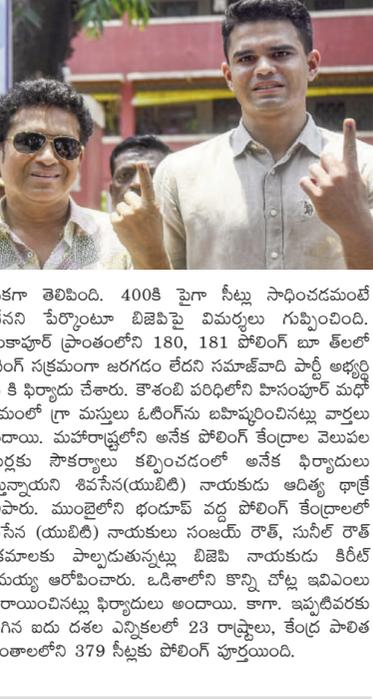 కగా తెలిపింది. 400కి పైగా సీట్లు సాధించడమంటే
నని పేర్కొంటూ బిజెపిపై విమర్శలు గుప్పించింది.
కాపూర్ ప్రాంతంలోని 180, 181 పోలింగ్ బూ త్‌లలో
ంగ్ సక్రమంగా జరగడం లేదని సమాజ్‌వాది పార్టీ అభ్యర్థి
కి ఫిర్యాదు చేశారు. కౌశంబి పరిధిలోని హిసంపూర్ మధో
మంలో గ్రా మస్తులు ఓటింగ్‌ను బహిష్కరించినట్లు వార్తలు
దాయి. మహారాష్ట్రలోని అనేక పోలింగ్ కేంద్రాల వెలుపల
ర్లకు సౌకర్యాలు కల్పించడంలో అనేక ఫిర్యాదులు
్తున్నాయని శివసేన(యుబిటి) నాయకుడు ఆదిత్య థాక్రే
పారు. ముంబైలోని భండూప్ వద్ద పోలింగ్ కేంద్రాలలో
సేన (యుబిటి) నాయకులు సంజయ్ రౌత్, సునీల్ రౌత్
కమాలకు పాల్పడుతున్నట్లు బిజెపి నాయకుడు కిరీట్
మయ్య ఆరోపించారు. ఒడిశాలోని కొన్ని చోట్ల ఇవిఎంలు
రాయించినట్లు ఫిర్యాదులు అందాయి. కాగా. ఇప్పటివరకు
గిన ఐదు దశల ఎన్నికలలో 23 రాష్ట్రాలు, కేంద్ర పాలిత
ంతాలలోని 379 సీట్లకు పోలింగ్ పూర్తయింది.